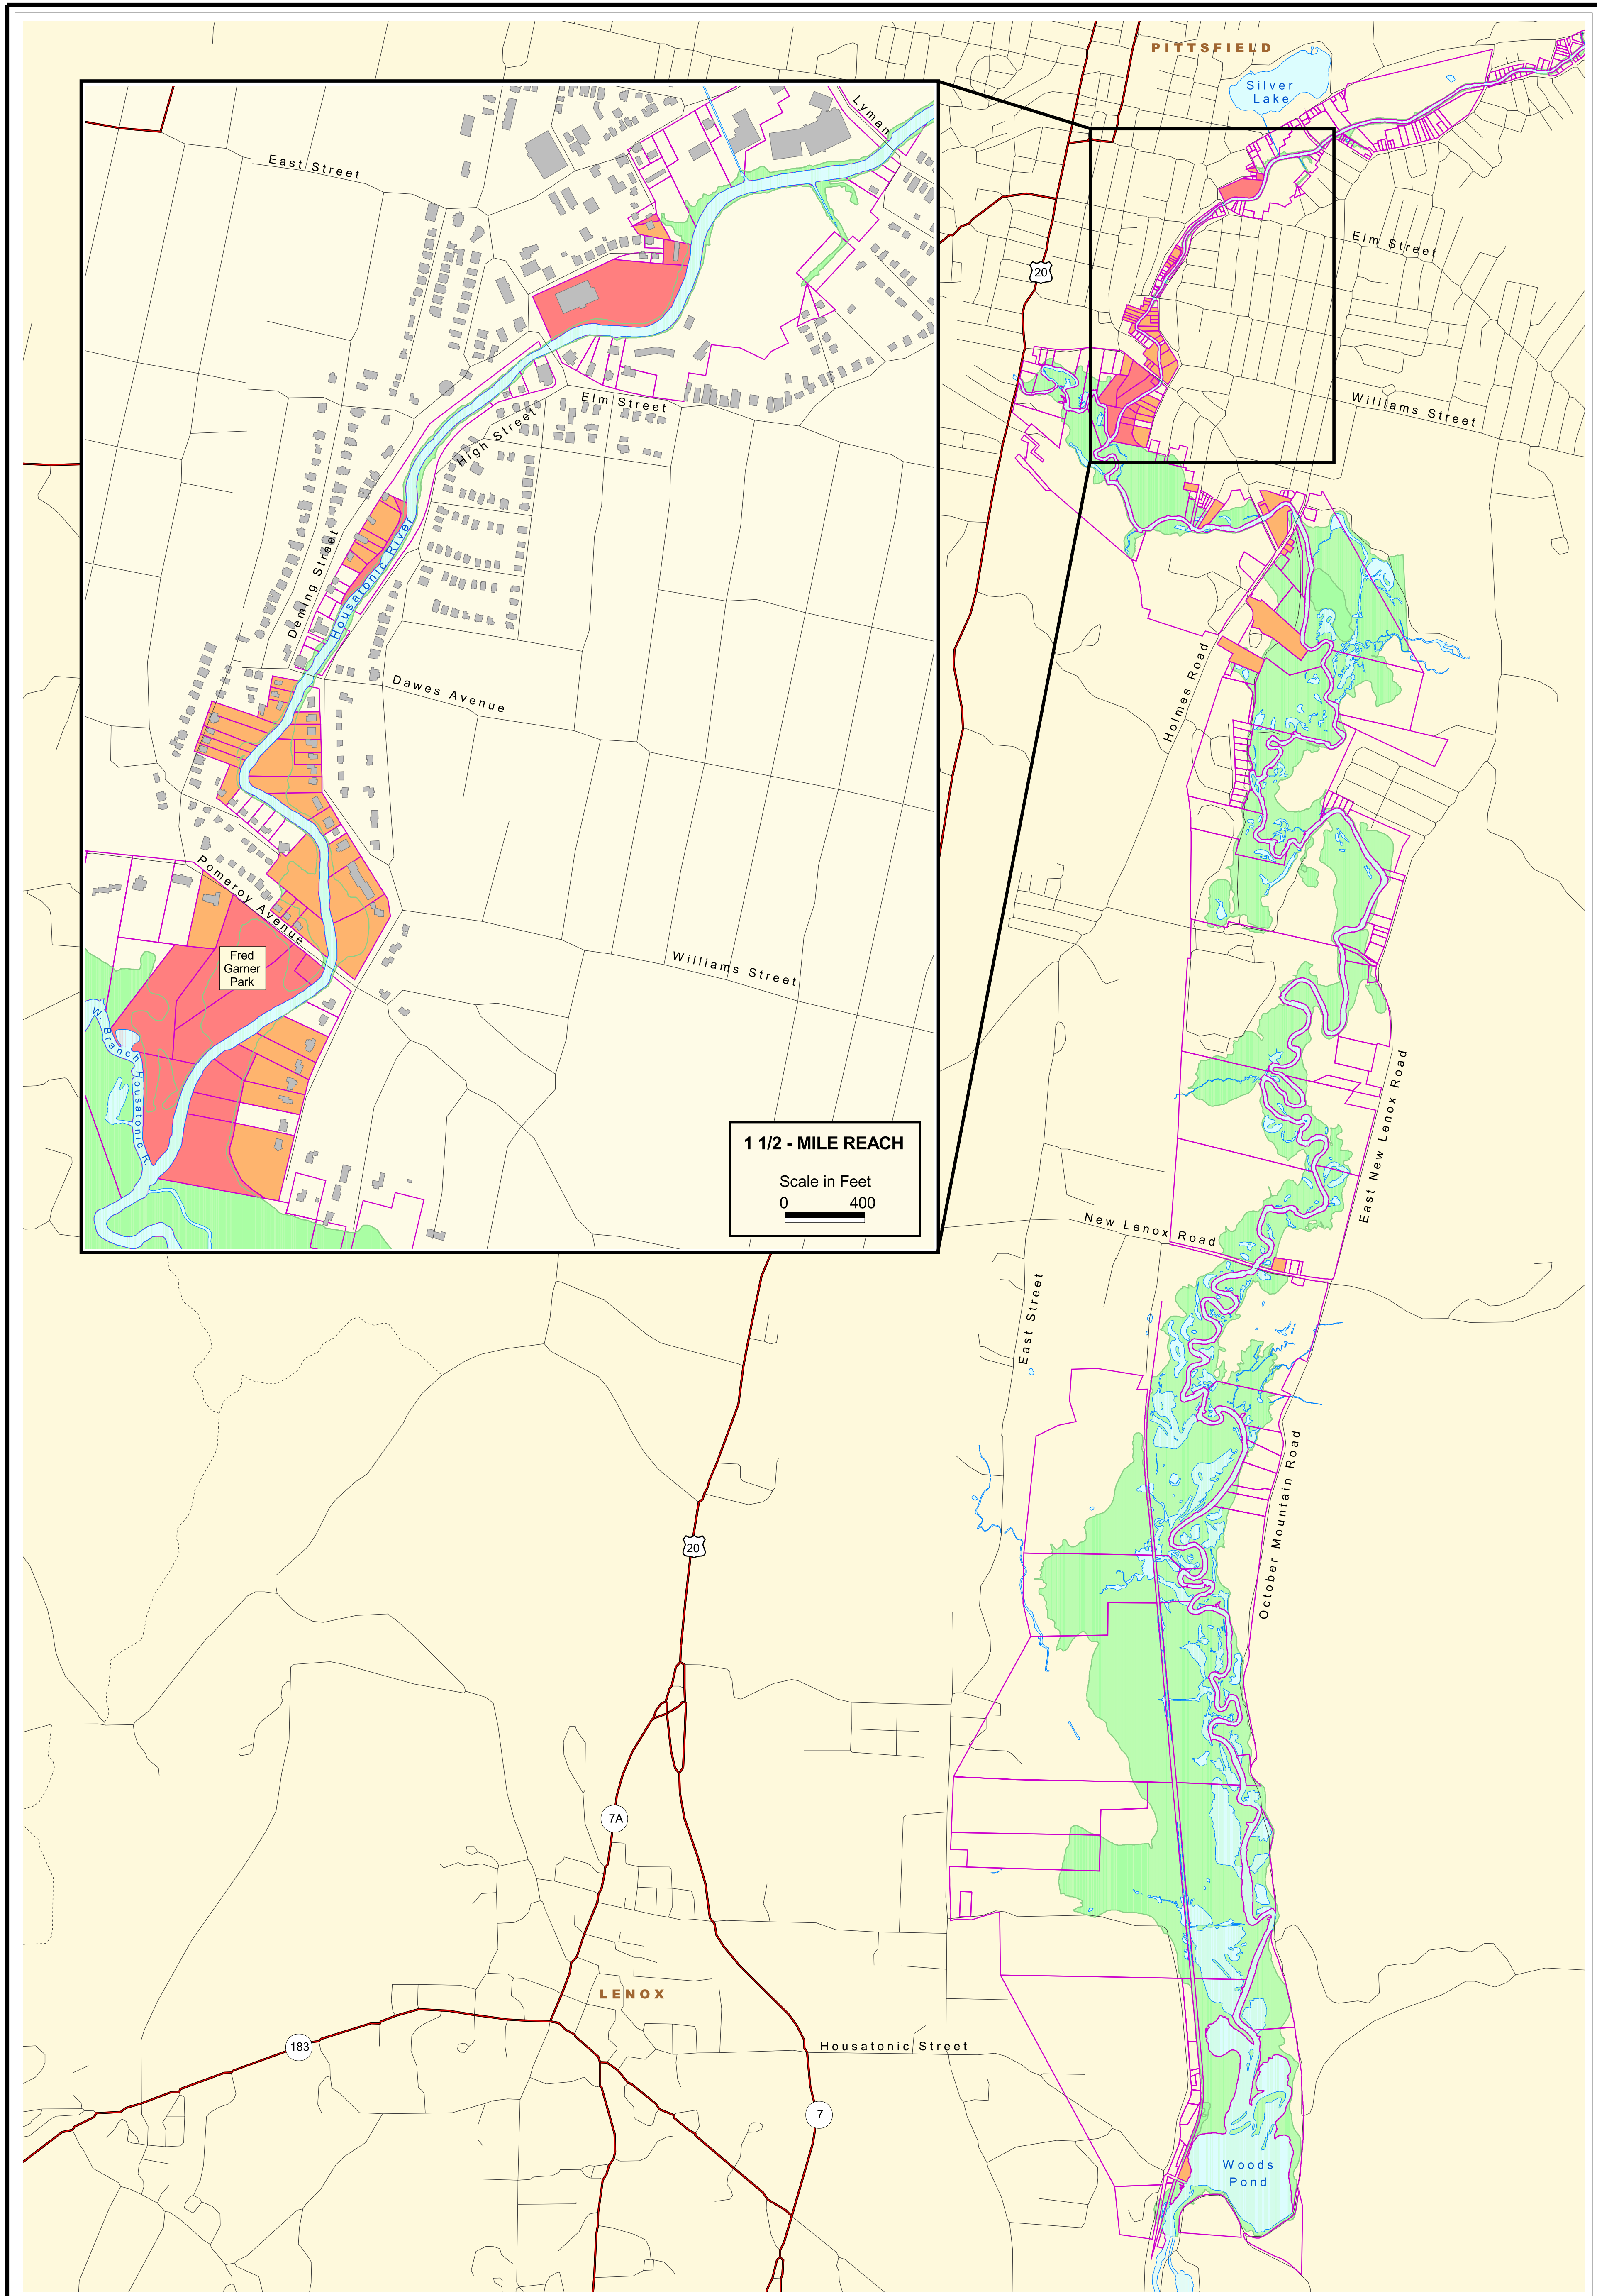 PITTSFIELD
Silver
Lake
Lyman
East Street
Elm Street
20
Elm Street
High Street
Williams Street
Housatonic River
Deming Street
Dawes Avenue
Holmes Road
Pomeroy Avenue
Williams Street
Fred
Garner
Park
W. Branch Housatonic R.
1 1/2 - MILE REACH
Scale in Feet
0 400
East New Lenox Road
New Lenox Road
East Street
October Mountain Road
20
7A
LENOX
183
Housatonic Street
7
Woods
Pond